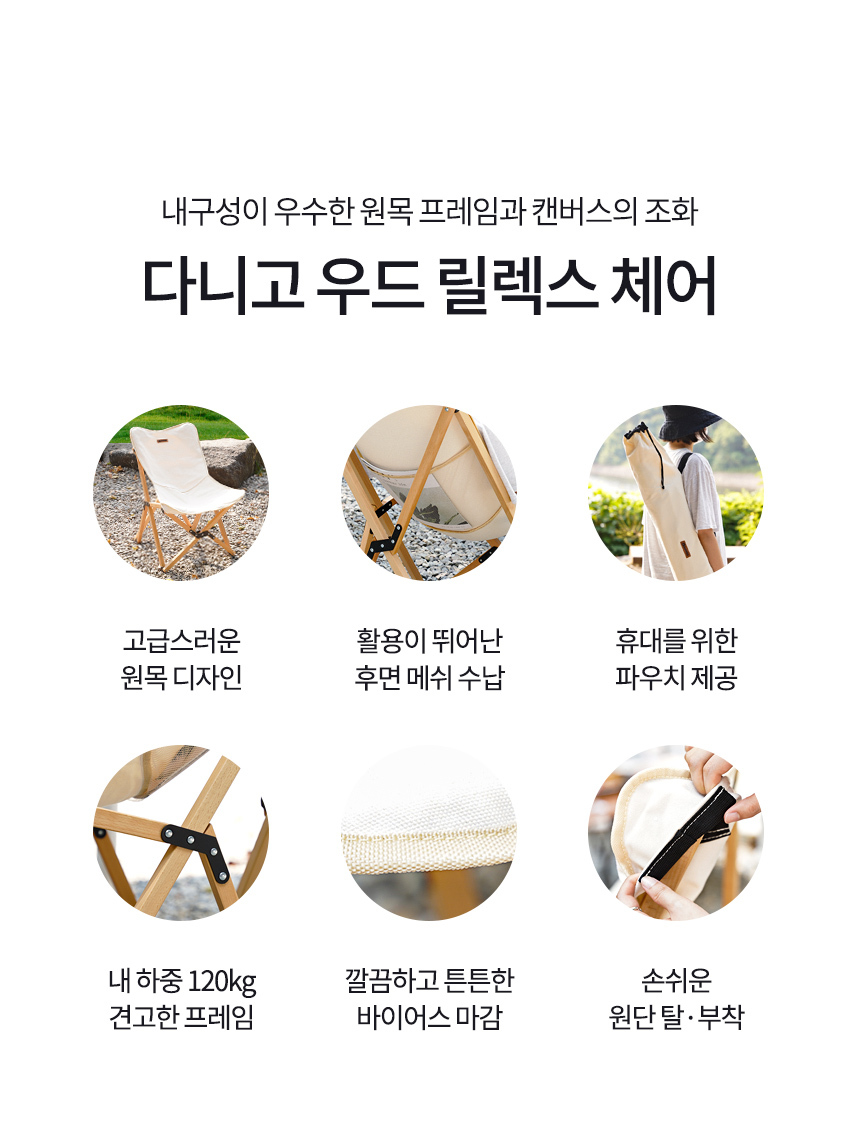 내구성이 우수한 원목 프레임과 캔버스의 조화
다니고 우드 릴렉스 체어
고급스러운
원목 디자인
활용이 뛰어난
후면 메쉬 수납
휴대를 위한
파우치 제공
내 하중 120kg
견고한 프레임
깔끔하고 튼튼한
바이어스 마감
손쉬운
원단 탈·부착